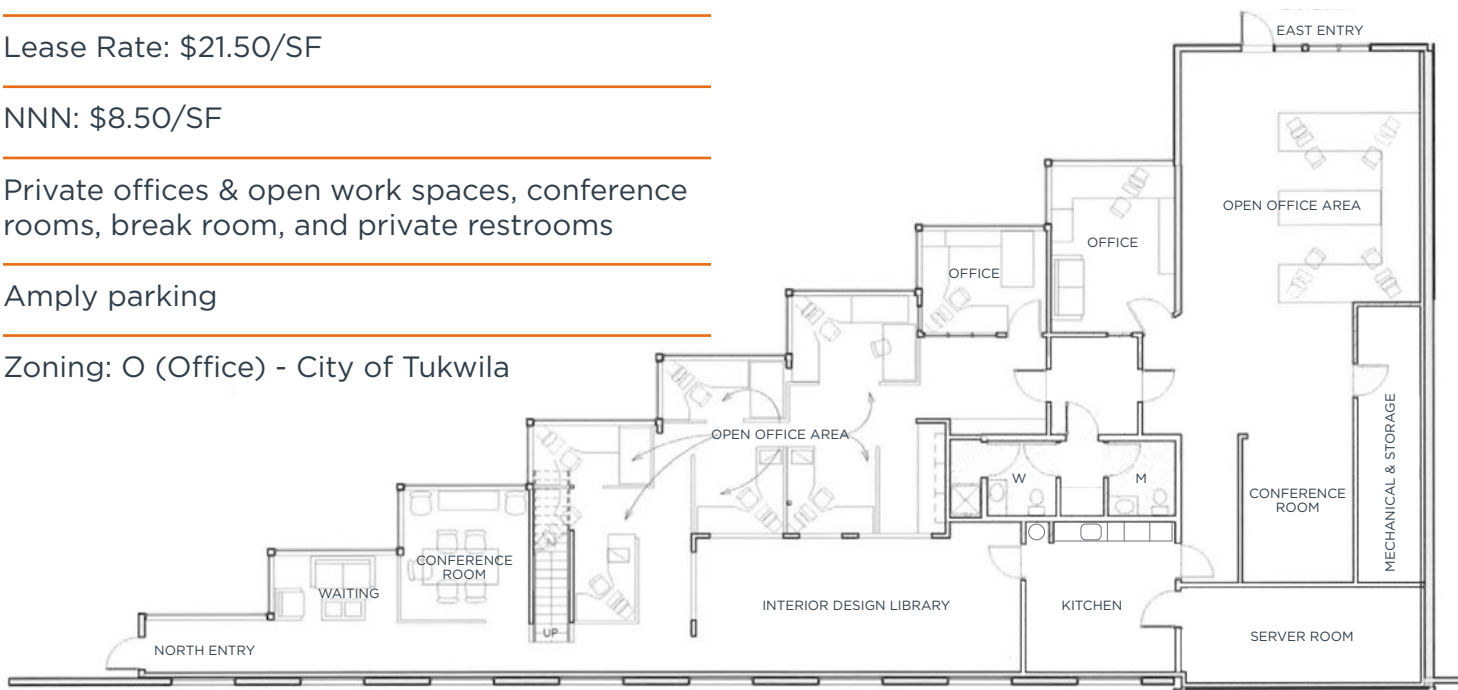 Lease Rate: $21.50/SF
NNN: $8.50/SF
Private offices & open work spaces, conference
rooms, break room, and private restrooms
Amply parking
Zoning: O (Office) - City of Tukwila
EAST ENTRY
OPEN OFFICE AREA
OFFICE
OFFICE
OPEN OFFICE AREA
W
M
CONFERENCE
ROOM
MECHANICAL & STORAGE
CONFERENCE
ROOM
WAITING
INTERIOR DESIGN LIBRARY
KITCHEN
UP
SERVER ROOM
NORTH ENTRY